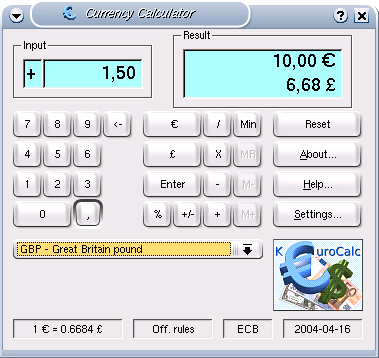 Currency Calculator
Input
Result
+ 1,50
10,00 €
6,68 £
7 8 9 <- € / Min Reset
4 5 6 £ X MR About...
1 2 3 Enter - M- Help...
0 , % +/- + M+ Settings...
GBP - Great Britain pound
K €uroCalc
1 € = 0.6684 £ Off. rules ECB 2004-04-16